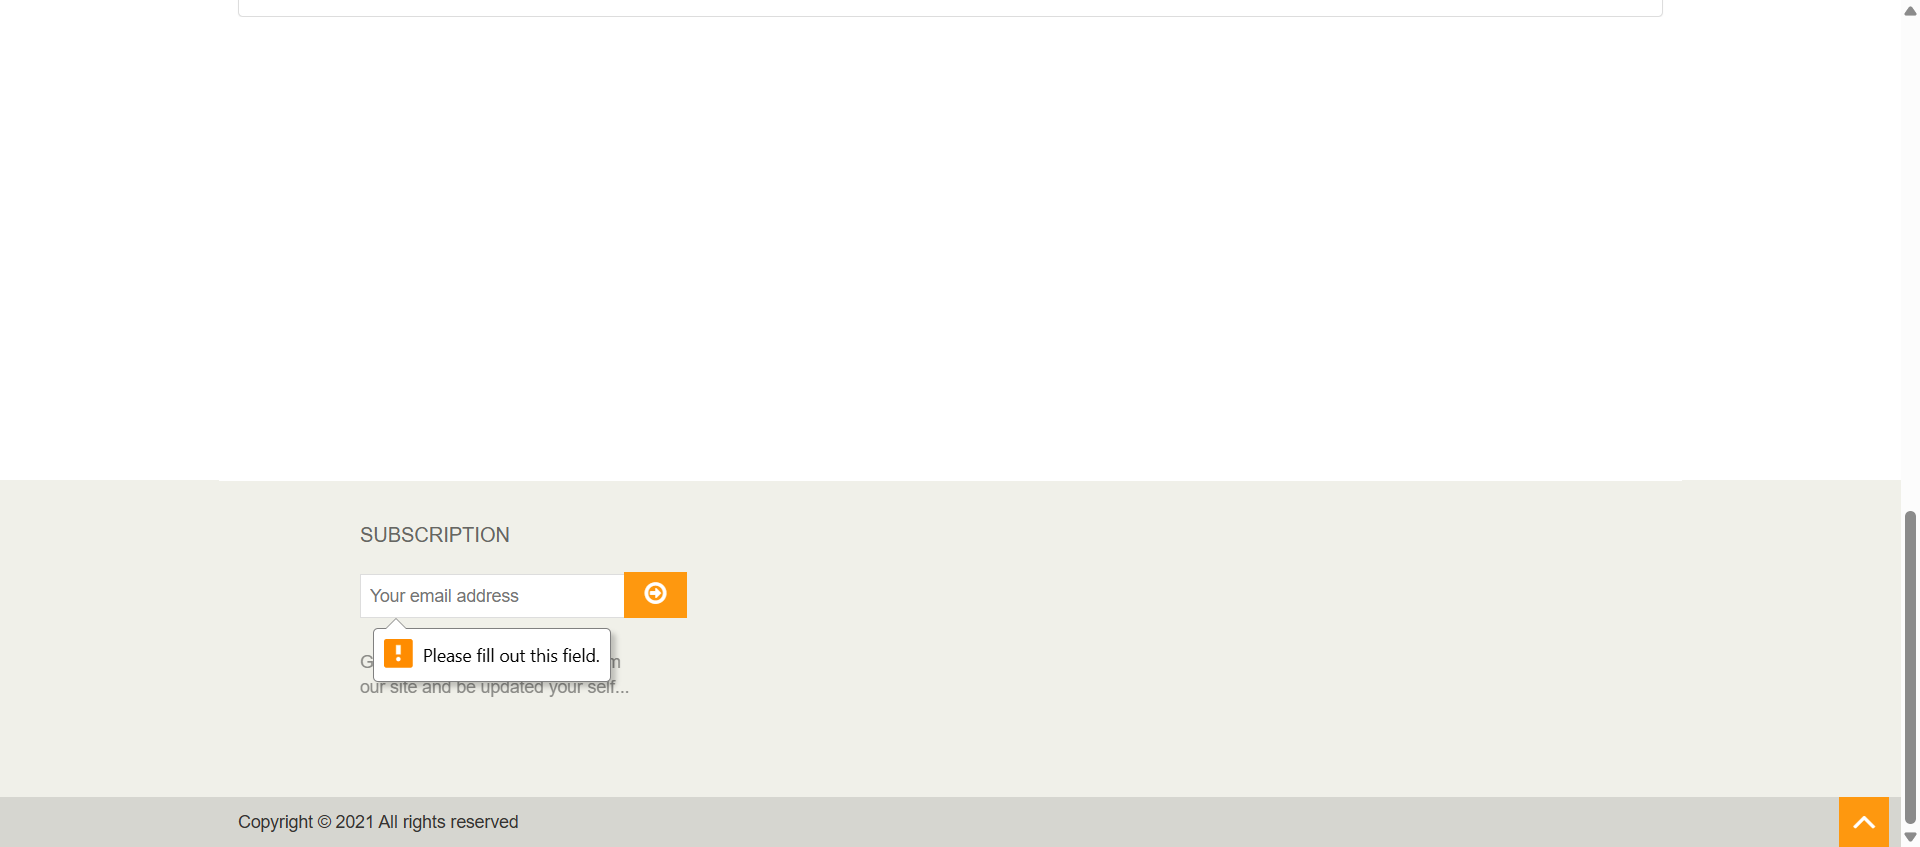 SUBSCRIPTION
Your email address
Please fill out this field.
our site and be updated your self...
Copyright © 2021 All rights reserved